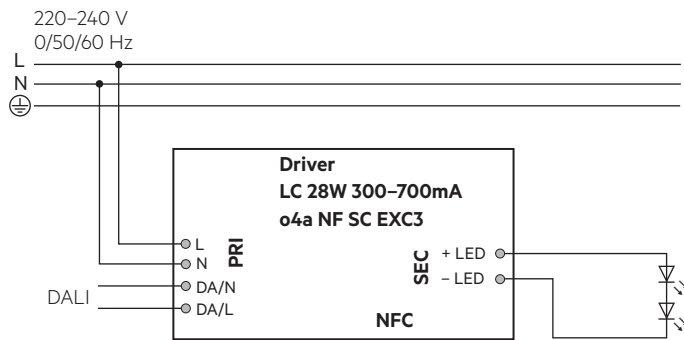 220–240 V
0/50/60 Hz
L
N
Driver
LC 28W 300–700mA
o4a NF SC EXC3
L
N
PRI
DA/N
DA/L
DALI
SEC
+ LED
– LED
NFC